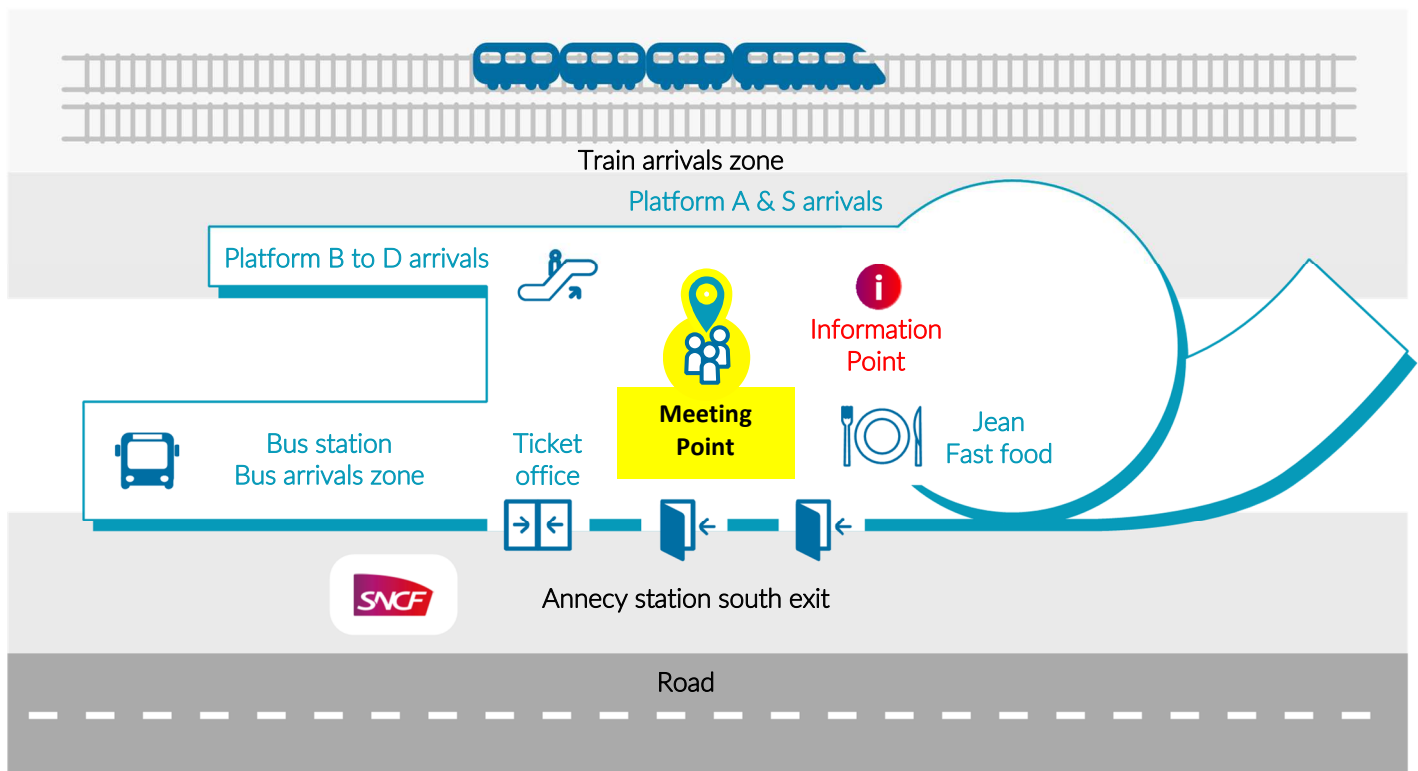 Train arrivals zone
Platform A & S arrivals
Platform B to D arrivals
i
Information
Point
Meeting
Point
Jean
Fast food
Bus station
Bus arrivals zone
Ticket
office
SNCF
Annecy station south exit
Road